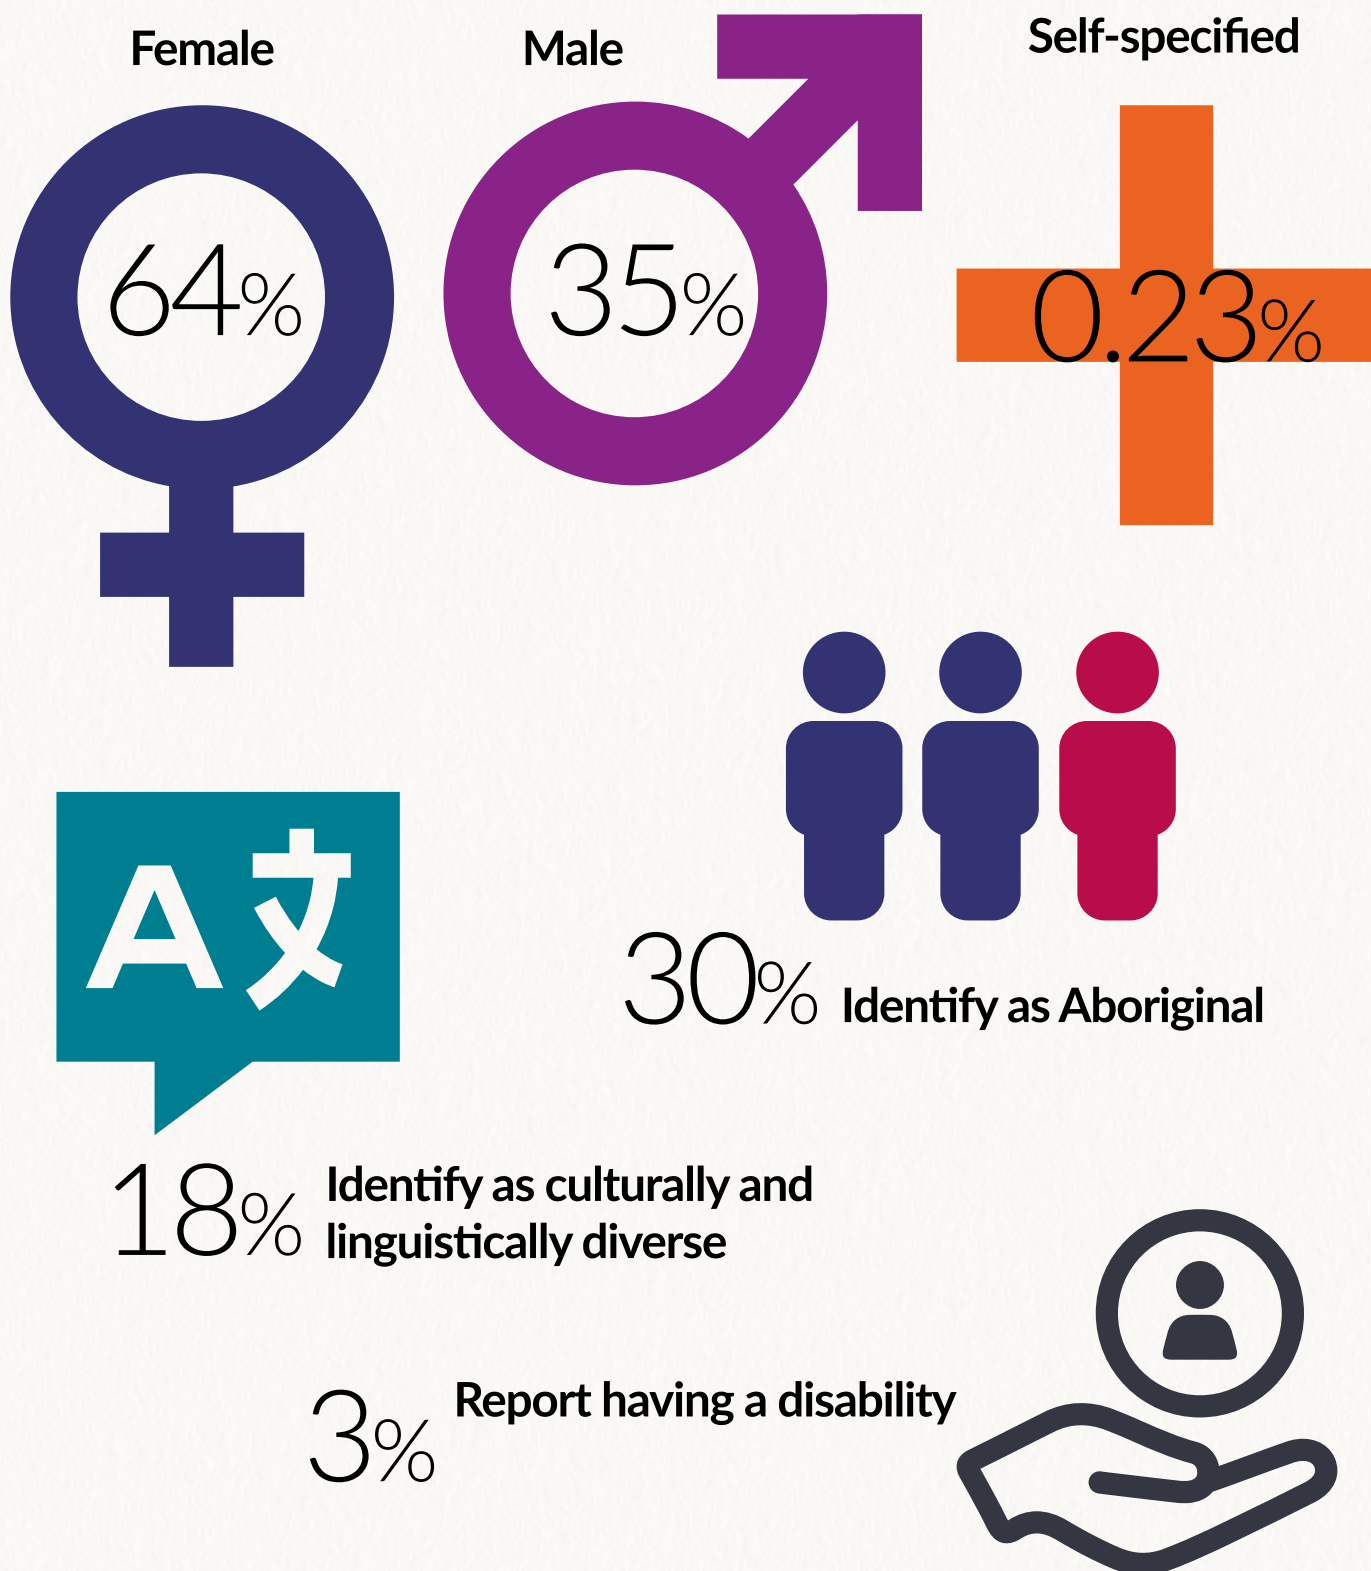 Female
Male
Self-specified
64%
35%
0.23%
A文
30% Identify as Aboriginal
18% Identify as culturally and
linguistically diverse
3% Report having a disability